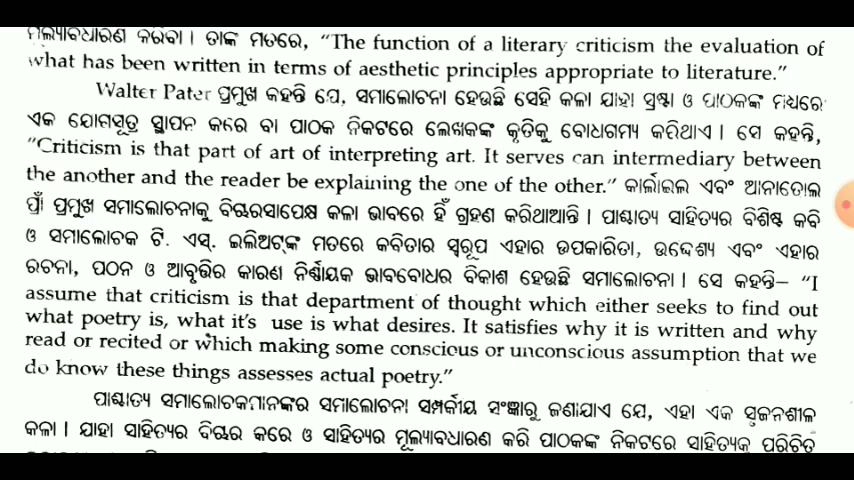 ମୂଲ୍ୟାବଧାରଣ କରିବା । ତାଙ୍କ ମତରେ, “The function of a literary criticism the evaluation of
what has been written in terms of aesthetic principles appropriate to literature.”
Walter Pater ପ୍ରମୁଖ କହନ୍ତି ଯେ, ସମାଲୋଚନା ହେଉଛି ସେହି କଳା ଯାହା ସ୍ରଷ୍ଟା ଓ ପାଠକଙ୍କ ମଧ୍ୟରେ
ଏକ ଯୋଗସୂତ୍ର ସ୍ଥାପନ କରେ ବା ପାଠକ ନିକଟରେ ଲେଖକଙ୍କ କୃତିକୁ ବୋଧଗମ୍ୟ କରିଥାଏ । ସେ କହନ୍ତି,
“Criticism is that part of art of interpreting art. It serves can intermediary between
the another and the reader be explaining the one of the other.” କାର୍ଲାଇଲ ଏବଂ ଆନାତୋଲ
ଫ୍ରାଁ ପ୍ରମୁଖ ସମାଲୋଚନାକୁ ବିଚାରସାପେକ୍ଷ କଳା ଭାବରେ ହିଁ ଗ୍ରହଣ କରିଥାଆନ୍ତି । ପାଶ୍ଚାତ୍ୟ ସାହିତ୍ୟର ବିଶିଷ୍ଟ କବି
ଓ ସମାଲୋଚକ ଟି. ଏସ୍. ଇଲିଅଟ୍‌ଙ୍କ ମତରେ କବିତାର ସ୍ୱରୂପ ଏହାର ଉପକାରିତା, ଉଦ୍ଦେଶ୍ୟ ଏବଂ ଏହାର
ରଚନା, ପଠନ ଓ ଆବୃତ୍ତିର କାରଣ ନିର୍ଣ୍ଣାୟକ ଭାବବୋଧର ବିକାଶ ହେଉଛି ସମାଲୋଚନା । ସେ କହନ୍ତି– “I
assume that criticism is that department of thought which either seeks to find out
what poetry is, what it's use is what desires. It satisfies why it is written and why
read or recited or which making some conscious or unconscious assumption that we
do know these things assesses actual poetry.”
ପାଶ୍ଚାତ୍ୟ ସମାଲୋଚକମାନଙ୍କର ସମାଲୋଚନା ସମ୍ପର୍କୀୟ ସଂଜ୍ଞାରୁ ଜଣାଯାଏ ଯେ, ଏହା ଏକ ସୃଜନଶୀଳ
କଳା । ଯାହା ସାହିତ୍ୟର ବିଚାର କରେ ଓ ସାହିତ୍ୟର ମୂଲ୍ୟାବଧାରଣ କରି ପାଠକଙ୍କ ନିକଟରେ ସାହିତ୍ୟକୁ ପରିଚିତ